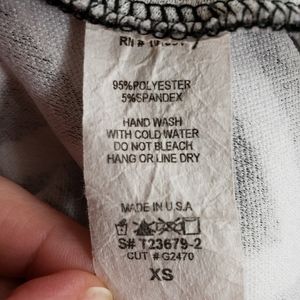 RN #
95%POLYESTER
5%SPANDEX
HAND WASH
WITH COLD WATER
DO NOT BLEACH
HANG OR LINE DRY
MADE IN U.S.A
S# T23679-2
CUT # G2470
XS